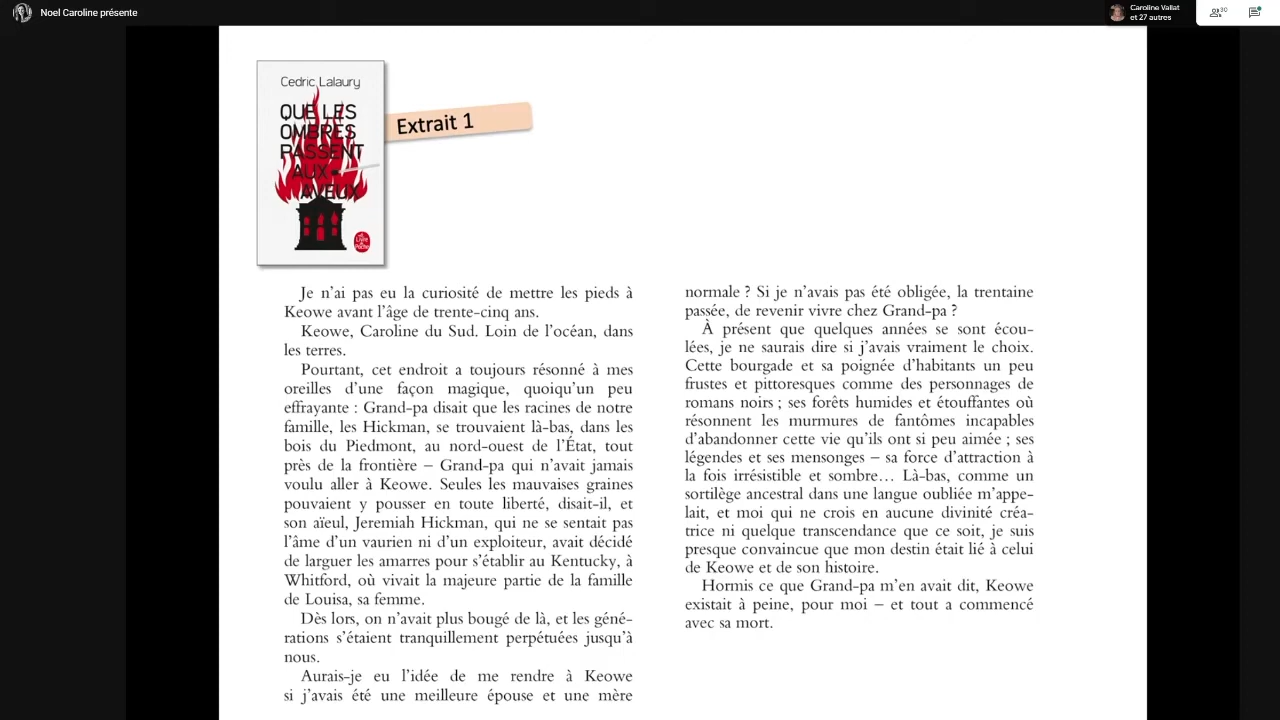 Noel Caroline présente
Caroline Vallat
et 27 autres
30
Cedric Lalaury
QUE LES
OMBRES
PASSENT
AUX
AVEUX
Le
Livre
de
Poche
Extrait 1
Je n'ai pas eu la curiosité de mettre les pieds à
Keowe avant l'âge de trente-cinq ans.
Keowe, Caroline du Sud. Loin de l'océan, dans
les terres.
Pourtant, cet endroit a toujours résonné à mes
oreilles d'une façon magique, quoiqu'un peu
effrayante : Grand-pa disait que les racines de notre
famille, les Hickman, se trouvaient là-bas, dans les
bois du Piedmont, au nord-ouest de l'État, tout
près de la frontière – Grand-pa qui n'avait jamais
voulu aller à Keowe. Seules les mauvaises graines
pouvaient y pousser en toute liberté, disait-il, et
son aïeul, Jeremiah Hickman, qui ne se sentait pas
l'âme d'un vaurien ni d'un exploiteur, avait décidé
de larguer les amarres pour s'établir au Kentucky, à
Whitford, où vivait la majeure partie de la famille
de Louisa, sa femme.
Dès lors, on n'avait plus bougé de là, et les géné-
rations s'étaient tranquillement perpétuées jusqu'à
nous.
Aurais-je eu l'idée de me rendre à Keowe
si j'avais été une meilleure épouse et une mère
normale ? Si je n'avais pas été obligée, la trentaine
passée, de revenir vivre chez Grand-pa ?
À présent que quelques années se sont écou-
lées, je ne saurais dire si j'avais vraiment le choix.
Cette bourgade et sa poignée d'habitants un peu
frustes et pittoresques comme des personnages de
romans noirs ; ses forêts humides et étouffantes où
résonnent les murmures de fantômes incapables
d'abandonner cette vie qu'ils ont si peu aimée ; ses
légendes et ses mensonges – sa force d'attraction à
la fois irrésistible et sombre… Là-bas, comme un
sortilège ancestral dans une langue oubliée m'appe-
lait, et moi qui ne crois en aucune divinité créa-
trice ni quelque transcendance que ce soit, je suis
presque convaincue que mon destin était lié à celui
de Keowe et de son histoire.
Hormis ce que Grand-pa m'en avait dit, Keowe
existait à peine, pour moi – et tout a commencé
avec sa mort.